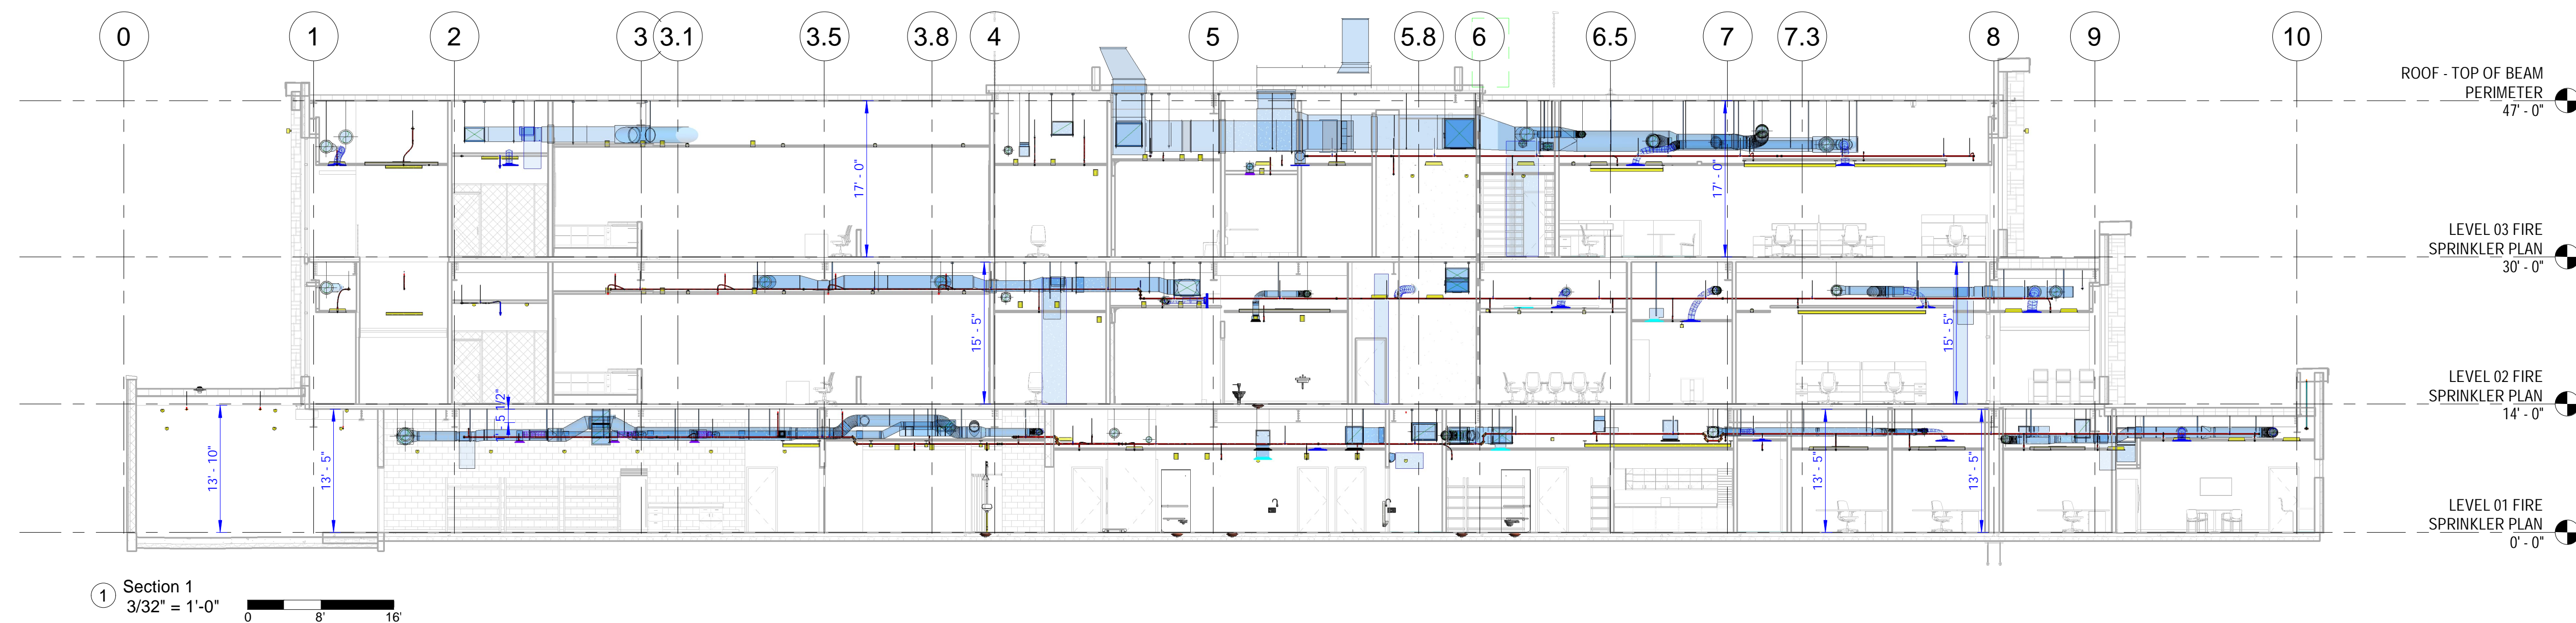 0
1
2
3
3.1
3.5
3.8
4
5
5.8
6
6.5
7
7.3
8
9
10
ROOF - TOP OF BEAM
PERIMETER
47' - 0"
17' - 0"
17' - 0"
LEVEL 03 FIRE
SPRINKLER PLAN
30' - 0"
15' - 5"
15' - 5"
LEVEL 02 FIRE
SPRINKLER PLAN
14' - 0"
1' - 5 1/2"
13' - 10"
13' - 5"
13' - 5"
13' - 5"
LEVEL 01 FIRE
SPRINKLER PLAN
0' - 0"
1
Section 1
3/32" = 1'-0"
0
8'
16'